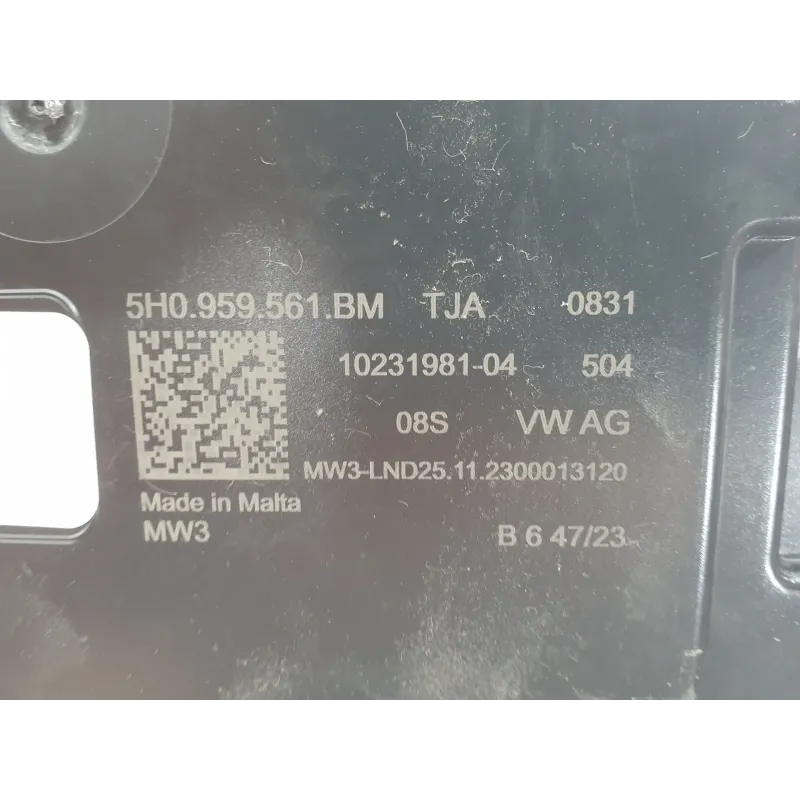 5H0.959.561.BM TJA 0831
10231981-04 504
08S VW AG
MW3-LND25.11.2300013120
Made in Malta
MW3 B 6 47/23